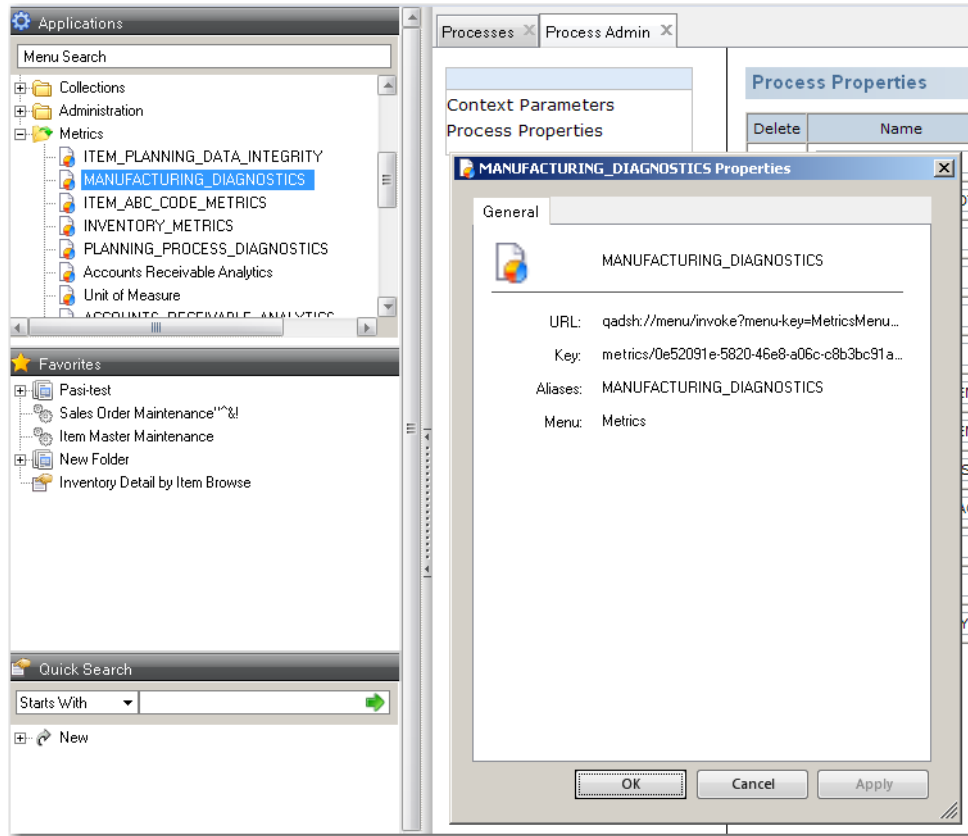 Applications
Menu Search
Collections
Administration
Metrics
ITEM_PLANNING_DATA_INTEGRITY
MANUFACTURING_DIAGNOSTICS
ITEM_ABC_CODE_METRICS
INVENTORY_METRICS
PLANNING_PROCESS_DIAGNOSTICS
Accounts Receivable Analytics
Unit of Measure
ACCOUNTS_RECEIVABLE_ANALYTICS
Favorites
Pasi-test
Sales Order Maintenance"^&!
Item Master Maintenance
New Folder
Inventory Detail by Item Browse
Quick Search
Starts With
New
Processes
Process Admin
Context Parameters
Process Properties
Process Properties
Delete Name
MANUFACTURING_DIAGNOSTICS Properties
General
MANUFACTURING_DIAGNOSTICS
URL: qadsh://menu/invoke?menu-key=MetricsMenu...
Key: metrics/0e52091e-5820-46e8-a06c-c8b3bc91a...
Aliases: MANUFACTURING_DIAGNOSTICS
Menu: Metrics
OK Cancel Apply